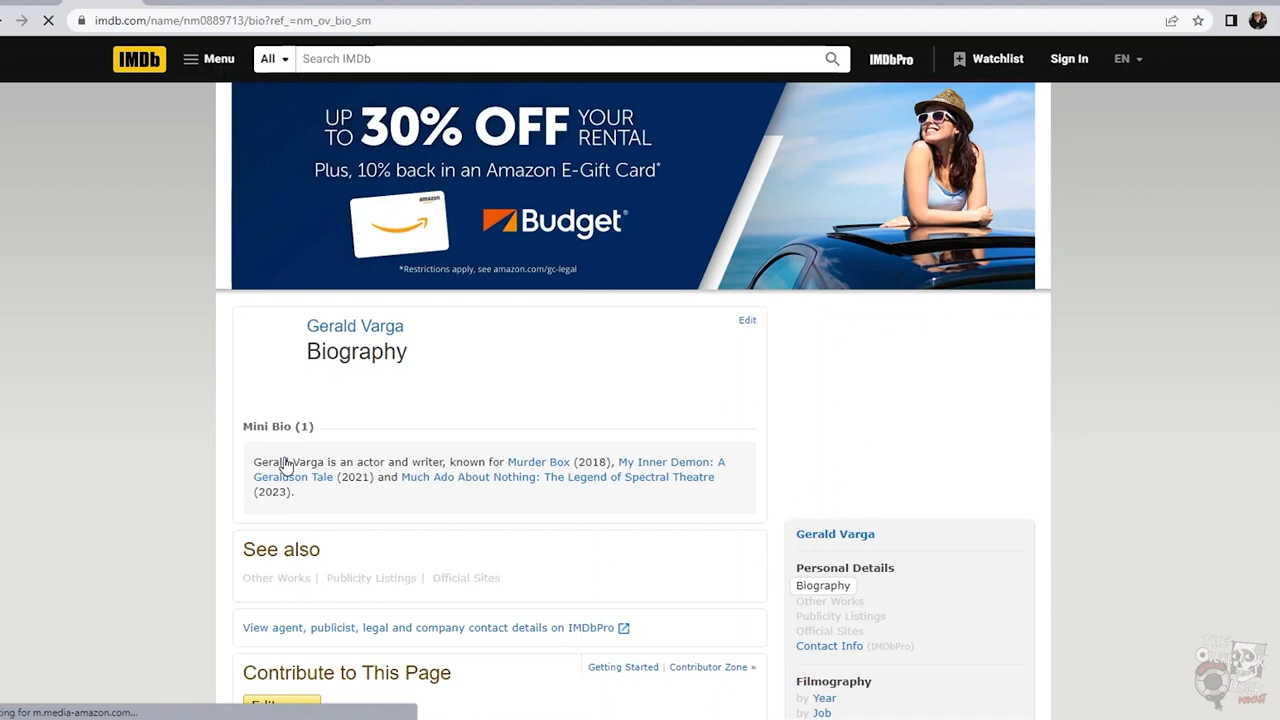 imdb.com/name/nm0889713/bio?ref_=nm_ov_bio_sm
IMDb Menu All Search IMDb IMDbPro Watchlist Sign In EN
UP TO 30% OFF YOUR RENTAL
Plus, 10% back in an Amazon E-Gift Card*
amazon Budget®
*Restrictions apply, see amazon.com/gc-legal
Gerald Varga
Edit
Biography
Mini Bio (1)
Gerald Varga is an actor and writer, known for Murder Box (2018), My Inner Demon: A
Geraldson Tale (2021) and Much Ado About Nothing: The Legend of Spectral Theatre
(2023).
See also
Other Works | Publicity Listings | Official Sites
View agent, publicist, legal and company contact details on IMDbPro
Contribute to This Page
Getting Started | Contributor Zone »
Gerald Varga
Personal Details
Biography
Other Works
Publicity Listings
Official Sites
Contact Info (IMDbPro)
Filmography
by Year
by Job
ting for m.media-amazon.com...
PODCAST